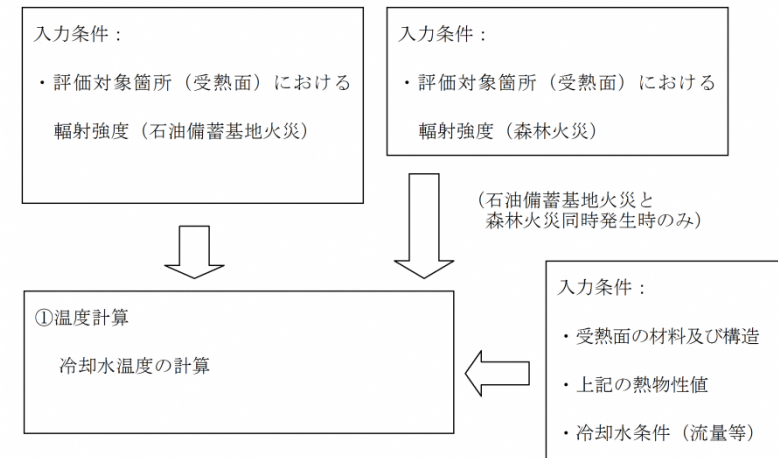 入力条件：
・評価対象箇所（受熱面）における
輻射強度（石油備蓄基地火災）
入力条件：
・評価対象箇所（受熱面）における
輻射強度（森林火災）
（石油備蓄基地火災と
森林火災同時発生時のみ）
入力条件：
・受熱面の材料及び構造
・上記の熱物性値
・冷却水条件（流量等）
①温度計算
冷却水温度の計算